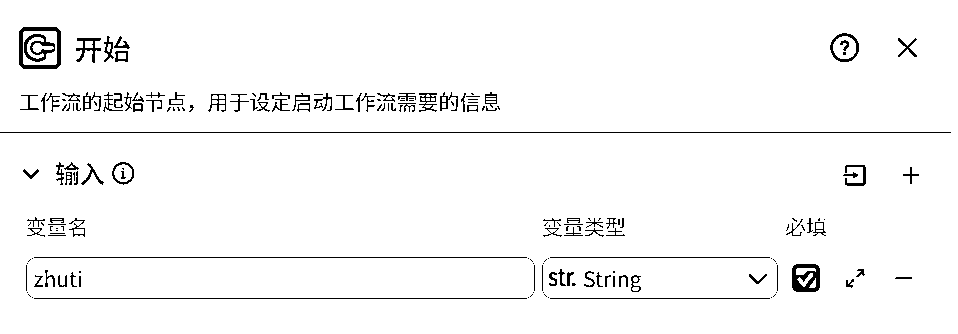 开始
工作流的起始节点，用于设定启动工作流需要的信息
输入
变量名 变量类型 必填
zhuti str. String